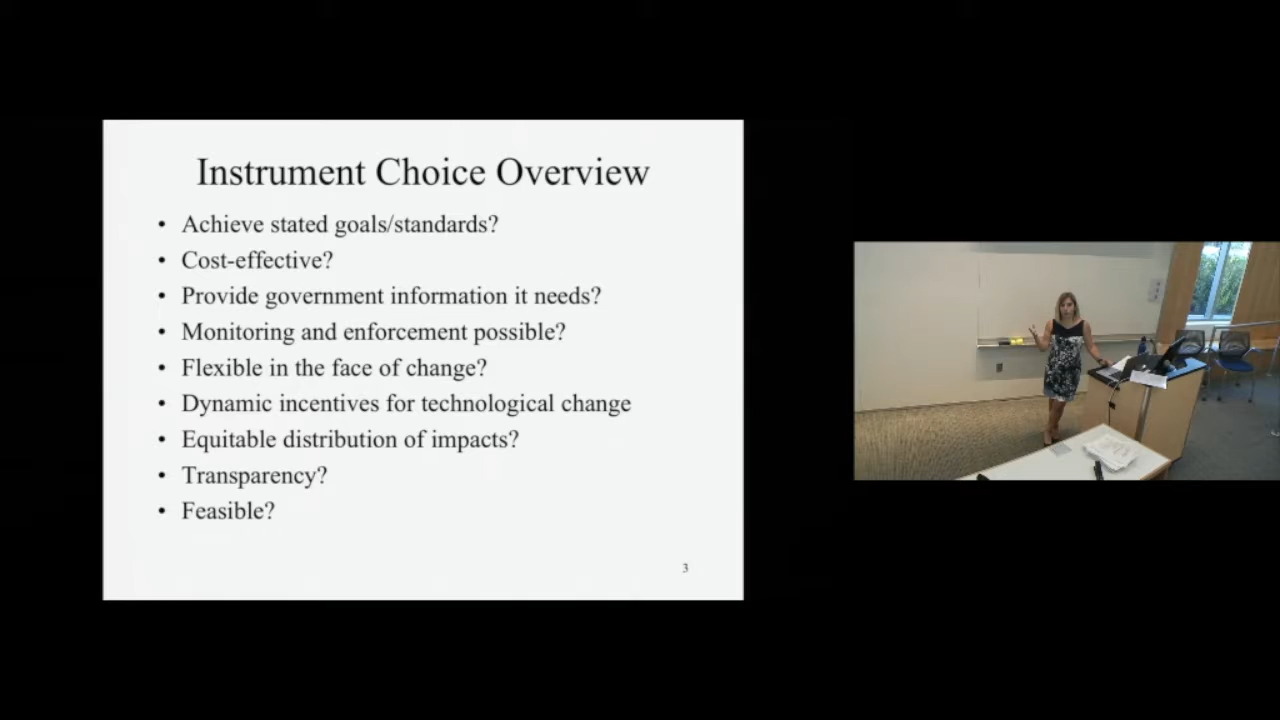 Instrument Choice Overview
• Achieve stated goals/standards?
• Cost-effective?
• Provide government information it needs?
• Monitoring and enforcement possible?
• Flexible in the face of change?
• Dynamic incentives for technological change
• Equitable distribution of impacts?
• Transparency?
• Feasible?
3